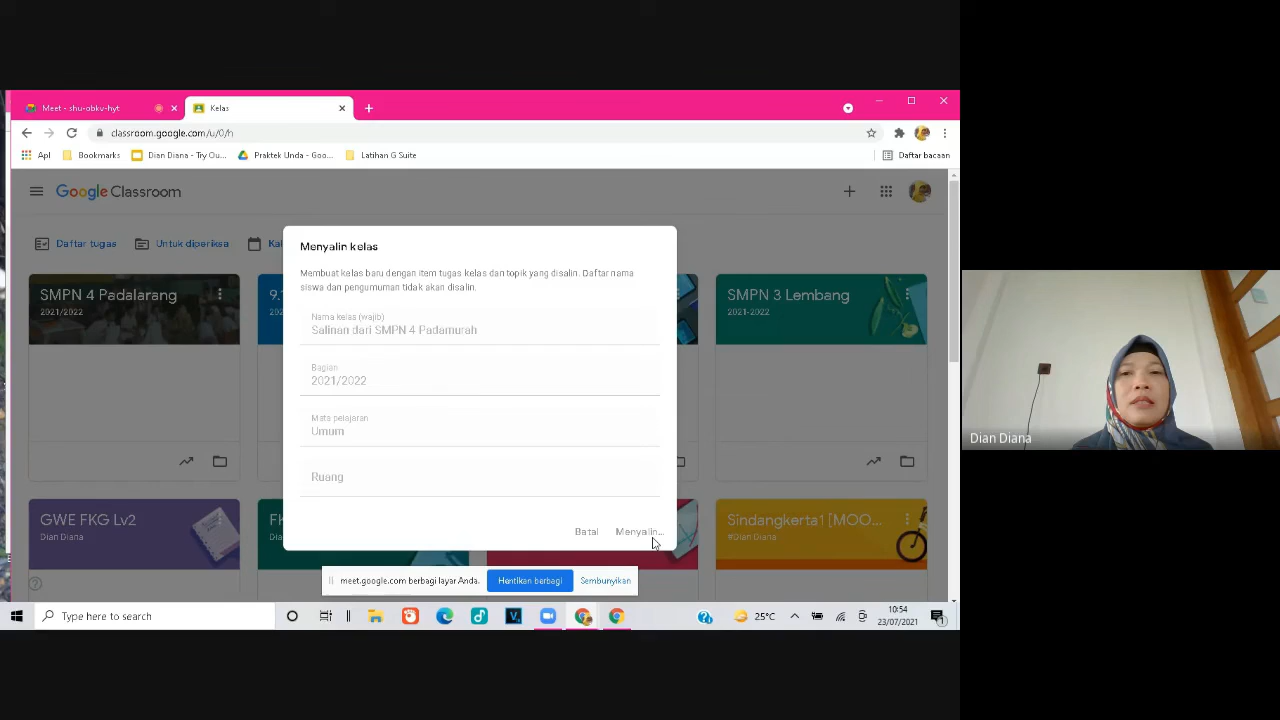 Meet - shu-obkv-hyt
Kelas
classroom.google.com/u/0/h
Apl
Bookmarks
Dian Diana - Try Ou...
Praktek Unda - Goo...
Latihan G Suite
Daftar bacaan
Google Classroom
Daftar tugas
Untuk diperiksa
Kal
Menyalin kelas
Membuat kelas baru dengan item tugas kelas dan topik yang disalin. Daftar nama
siswa dan pengumuman tidak akan disalin.
Nama kelas (wajib)
Salinan dari SMPN 4 Padamurah
Bagian
2021/2022
Mata pelajaran
Umum
Ruang
Batal
Menyalin...
SMPN 4 Padalarang
2021/2022
9.
SMPN 3 Lembang
2021-2022
GWE FKG Lv2
Dian Diana
FK
Dia
Sindangkerta1 [MOO...
#Dian Diana
meet.google.com berbagi layar Anda.
Hentikan berbagi
Sembunyikan
Type here to search
25°C
10:54
23/07/2021
1
Dian Diana